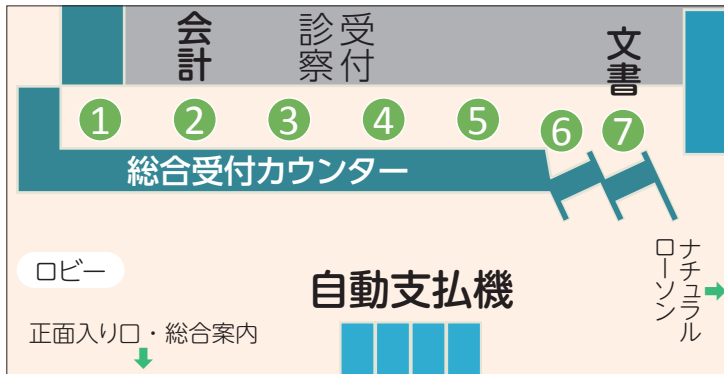 会計
診察受付
文書
1 2 3 4 5 6 7
総合受付カウンター
ロビー
自動支払機
ナチュラル
ローソン
正面入り口・総合案内